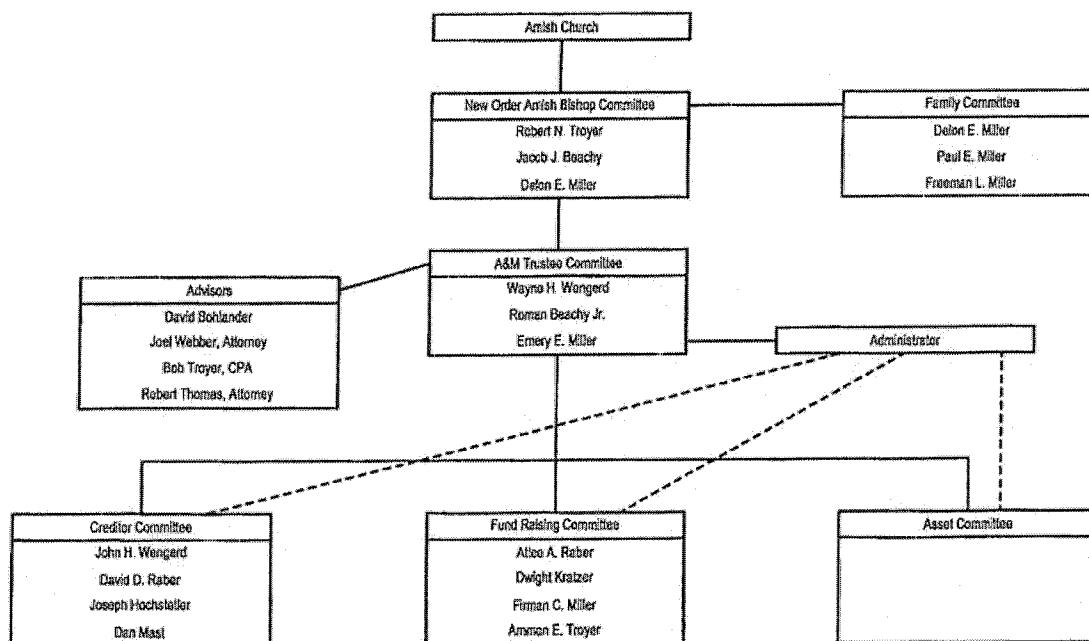 Amish Church
New Order Amish Bishop Committee
Robert N. Troyer
Jacob J. Beachy
Delon E. Miller
Family Committee
Delon E. Miller
Paul E. Miller
Freeman L. Miller
A&M Trustee Committee
Wayne H. Wengerd
Roman Beachy Jr.
Emery E. Miller
Advisors
David Bohlander
Joel Webber, Attorney
Bob Troyer, CPA
Robert Thomas, Attorney
Administrator
Creditor Committee
John H. Wengerd
David D. Raber
Joseph Hochstetler
Dan Mast
Fund Raising Committee
Atlee A. Raber
Dwight Kratzer
Firman C. Miller
Ammon E. Troyer
Asset Committee